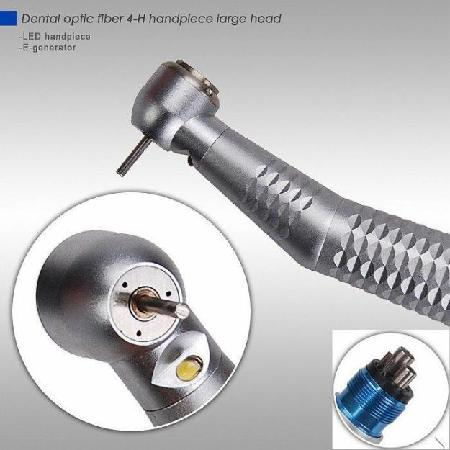 Dental optic fiber 4-H handpiece large head
-LED handpiece
-E-generator